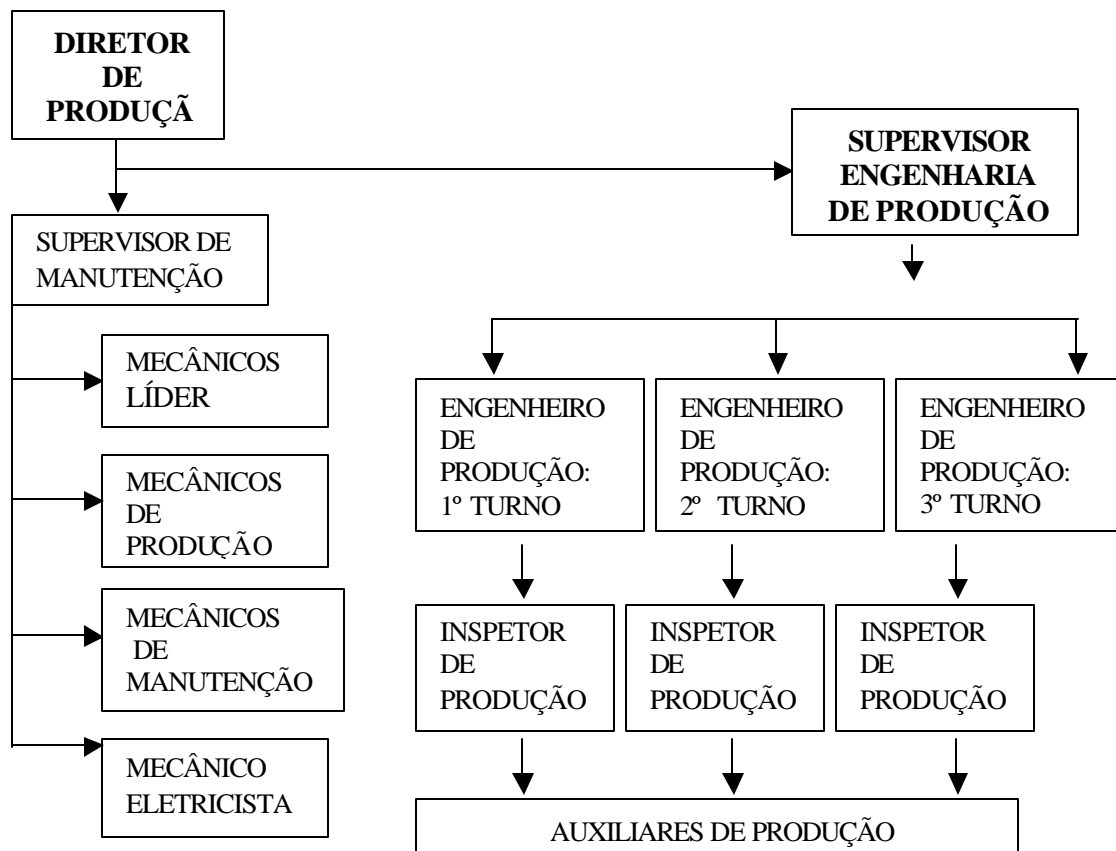 DIRETOR
DE
PRODUÇÃ
SUPERVISOR
ENGENHARIA
DE PRODUÇÃO
SUPERVISOR DE
MANUTENÇÃO
MECÂNICOS
LÍDER
MECÂNICOS
DE
PRODUÇÃO
MECÂNICOS
DE
MANUTENÇÃO
MECÂNICO
ELETRICISTA
ENGENHEIRO
DE
PRODUÇÃO:
1º TURNO
ENGENHEIRO
DE
PRODUÇÃO:
2º TURNO
ENGENHEIRO
DE
PRODUÇÃO:
3º TURNO
INSPETOR
DE
PRODUÇÃO
INSPETOR
DE
PRODUÇÃO
INSPETOR
DE
PRODUÇÃO
AUXILIARES DE PRODUÇÃO